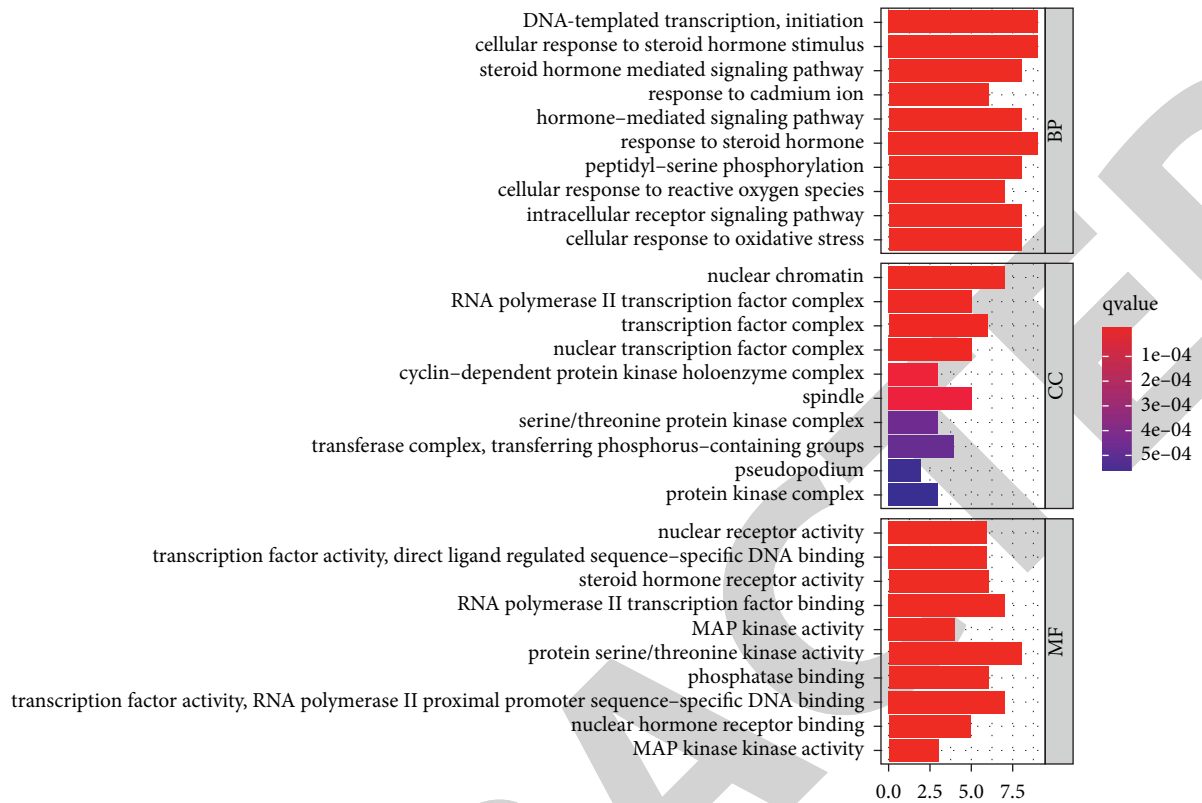 DNA-templated transcription, initiation
cellular response to steroid hormone stimulus
steroid hormone mediated signaling pathway
response to cadmium ion
hormone–mediated signaling pathway
response to steroid hormone
peptidyl–serine phosphorylation
cellular response to reactive oxygen species
intracellular receptor signaling pathway
cellular response to oxidative stress
BP
nuclear chromatin
RNA polymerase II transcription factor complex
transcription factor complex
nuclear transcription factor complex
cyclin–dependent protein kinase holoenzyme complex
spindle
serine/threonine protein kinase complex
transferase complex, transferring phosphorus–containing groups
pseudopodium
protein kinase complex
CC
nuclear receptor activity
transcription factor activity, direct ligand regulated sequence–specific DNA binding
steroid hormone receptor activity
RNA polymerase II transcription factor binding
MAP kinase activity
protein serine/threonine kinase activity
phosphatase binding
transcription factor activity, RNA polymerase II proximal promoter sequence–specific DNA binding
nuclear hormone receptor binding
MAP kinase kinase activity
MF
0.0 2.5 5.0 7.5
qvalue
1e–04
2e–04
3e–04
4e–04
5e–04
ACTED